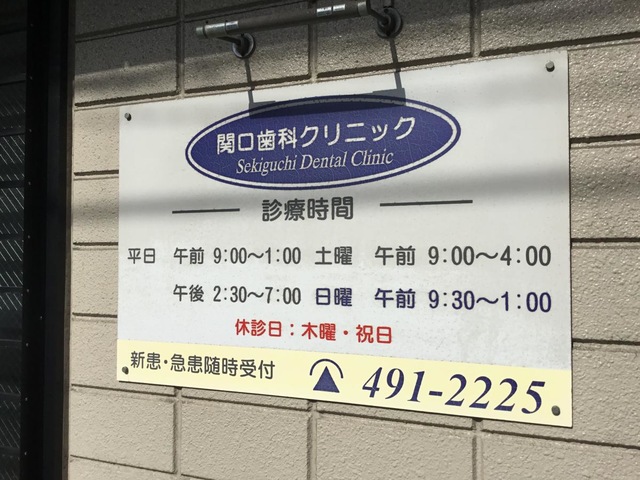 関口歯科クリニック
Sekiguchi Dental Clinic
診療時間
平日 午前 9:00～1:00 土曜 午前 9:00～4:00
午後 2:30～7:00 日曜 午前 9:30～1:00
休診日:木曜・祝日
新患・急患随時受付 491-2225